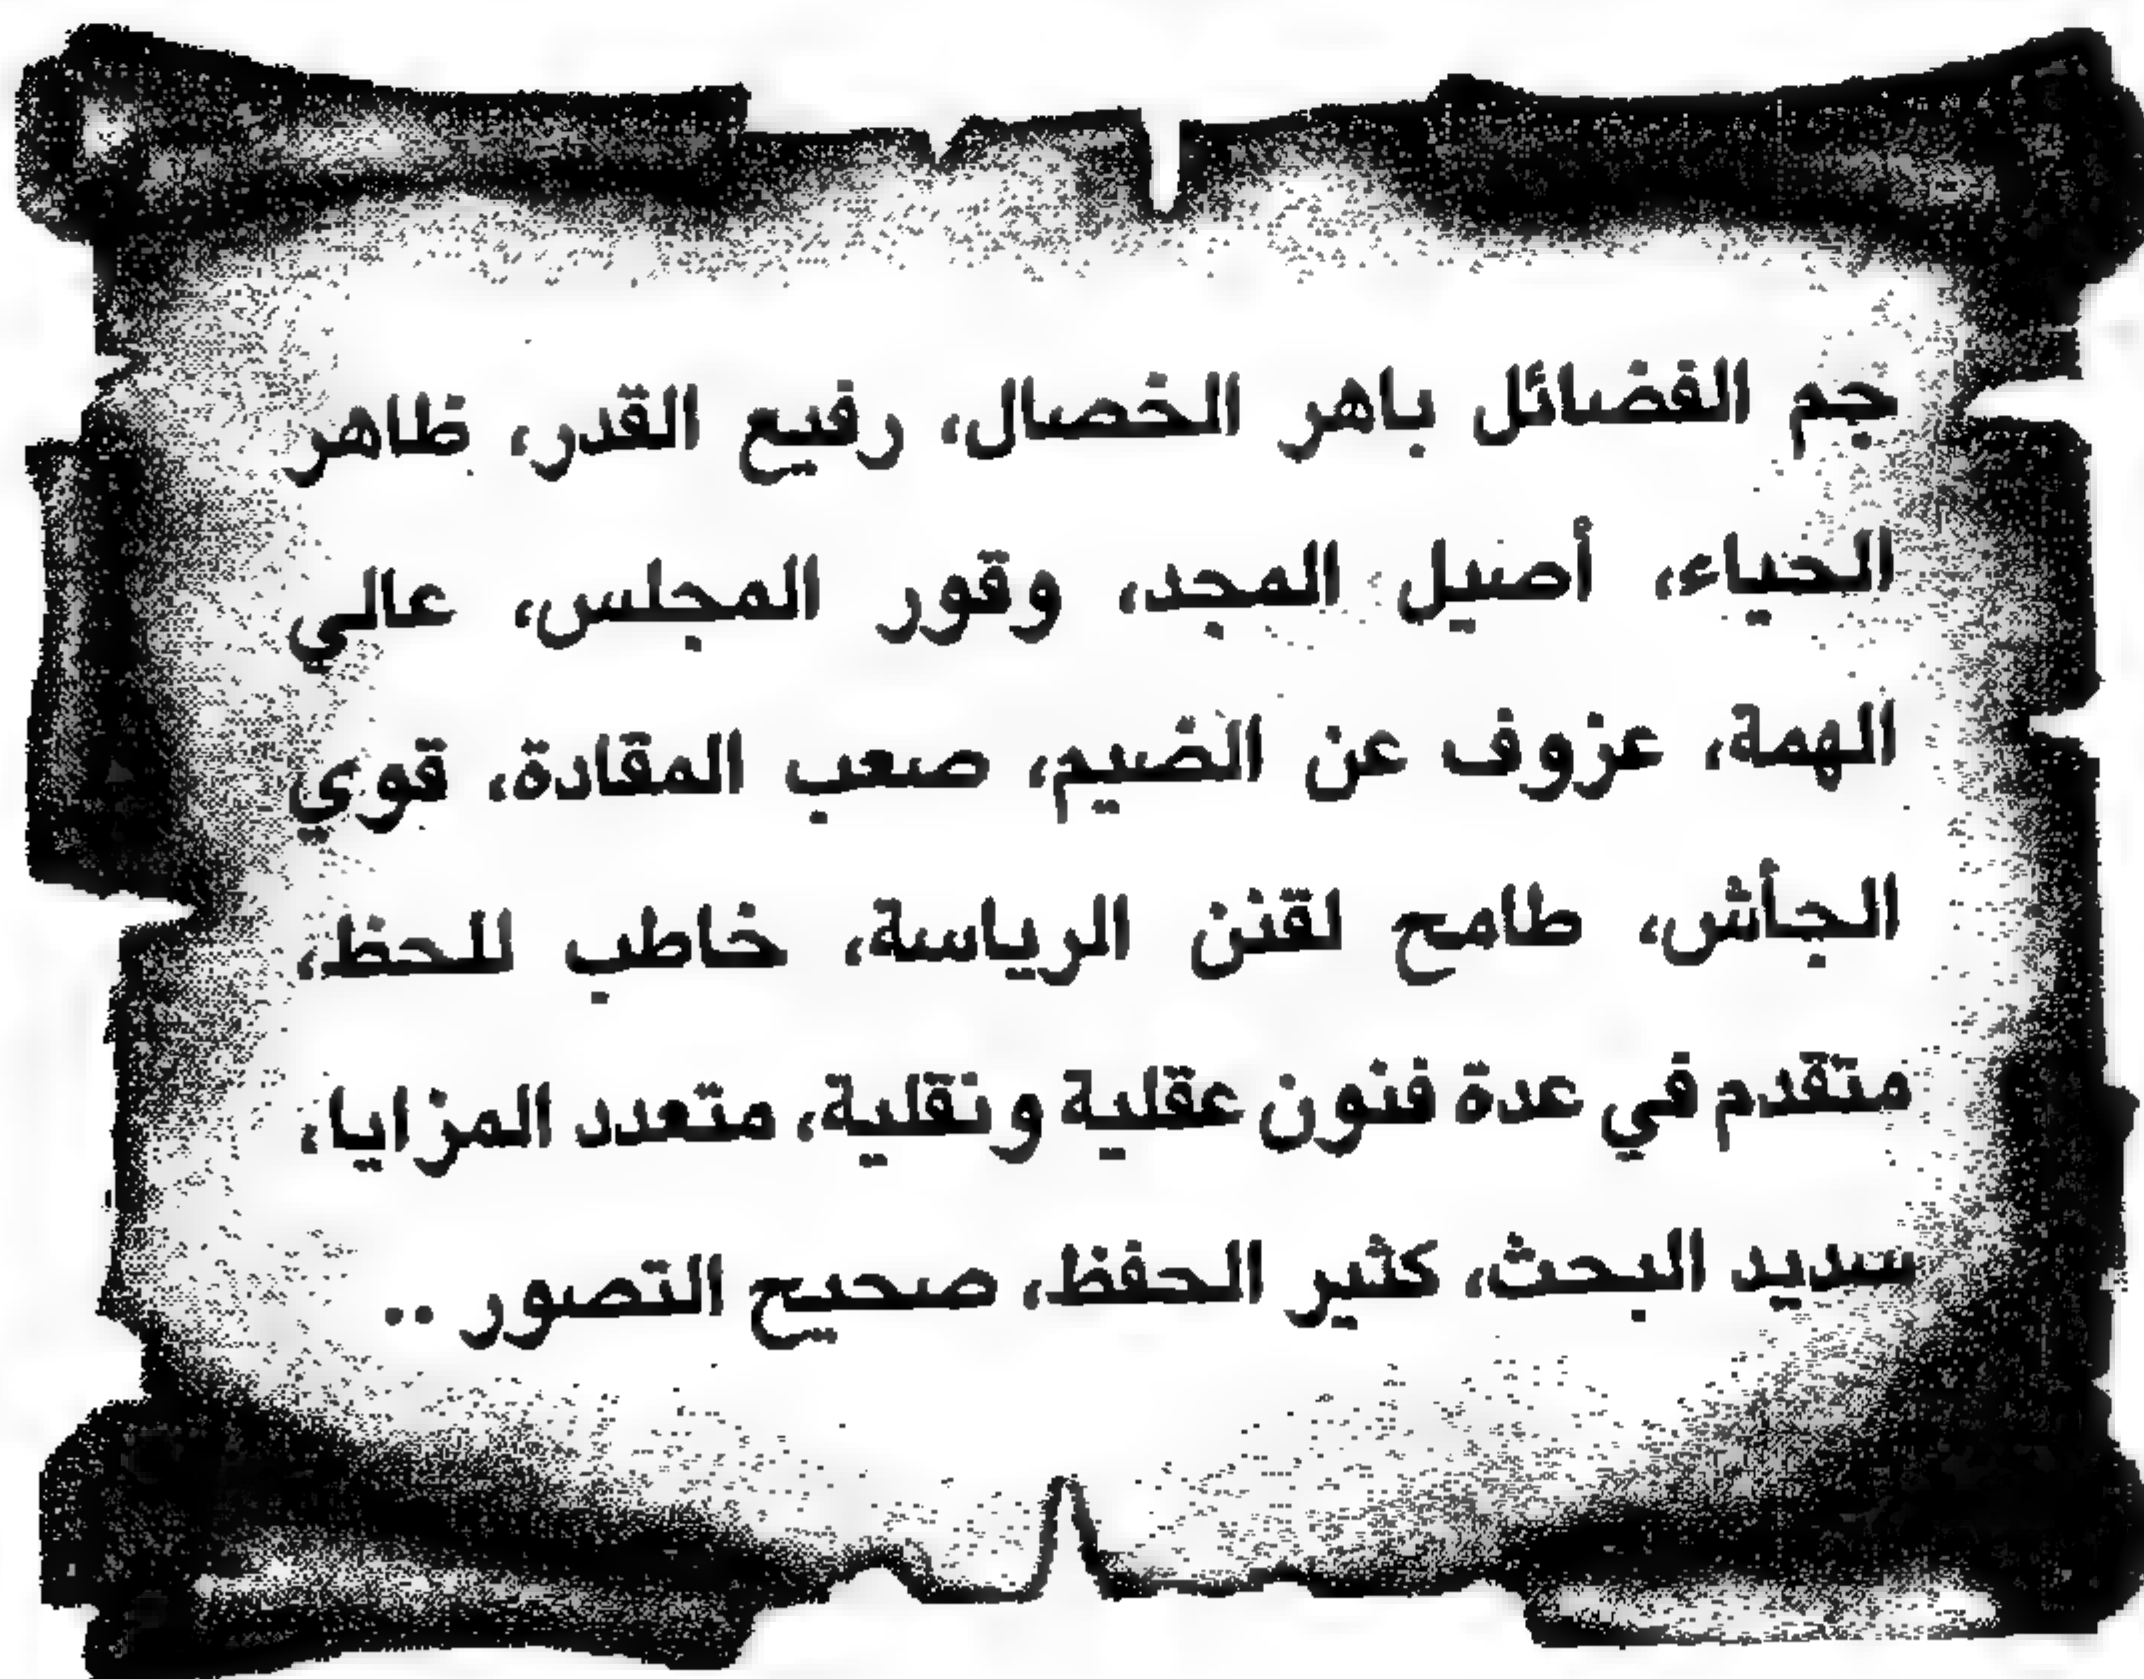 جم الفضائل باهر الخصال، رفيع القدر، ظاهر
الحياء، أصيل المجد، وقور المجلس، عالي
الهمة، عزوف عن الضيم، صعب المقادة، قوي
الجأش، طامح لقنن الرياسة، خاطب للحظ،
متقدم في عدة فنون عقلية ونقلية، متعدد المزايا،
سديد البحث، كثير الحفظ، صحيح التصور ..